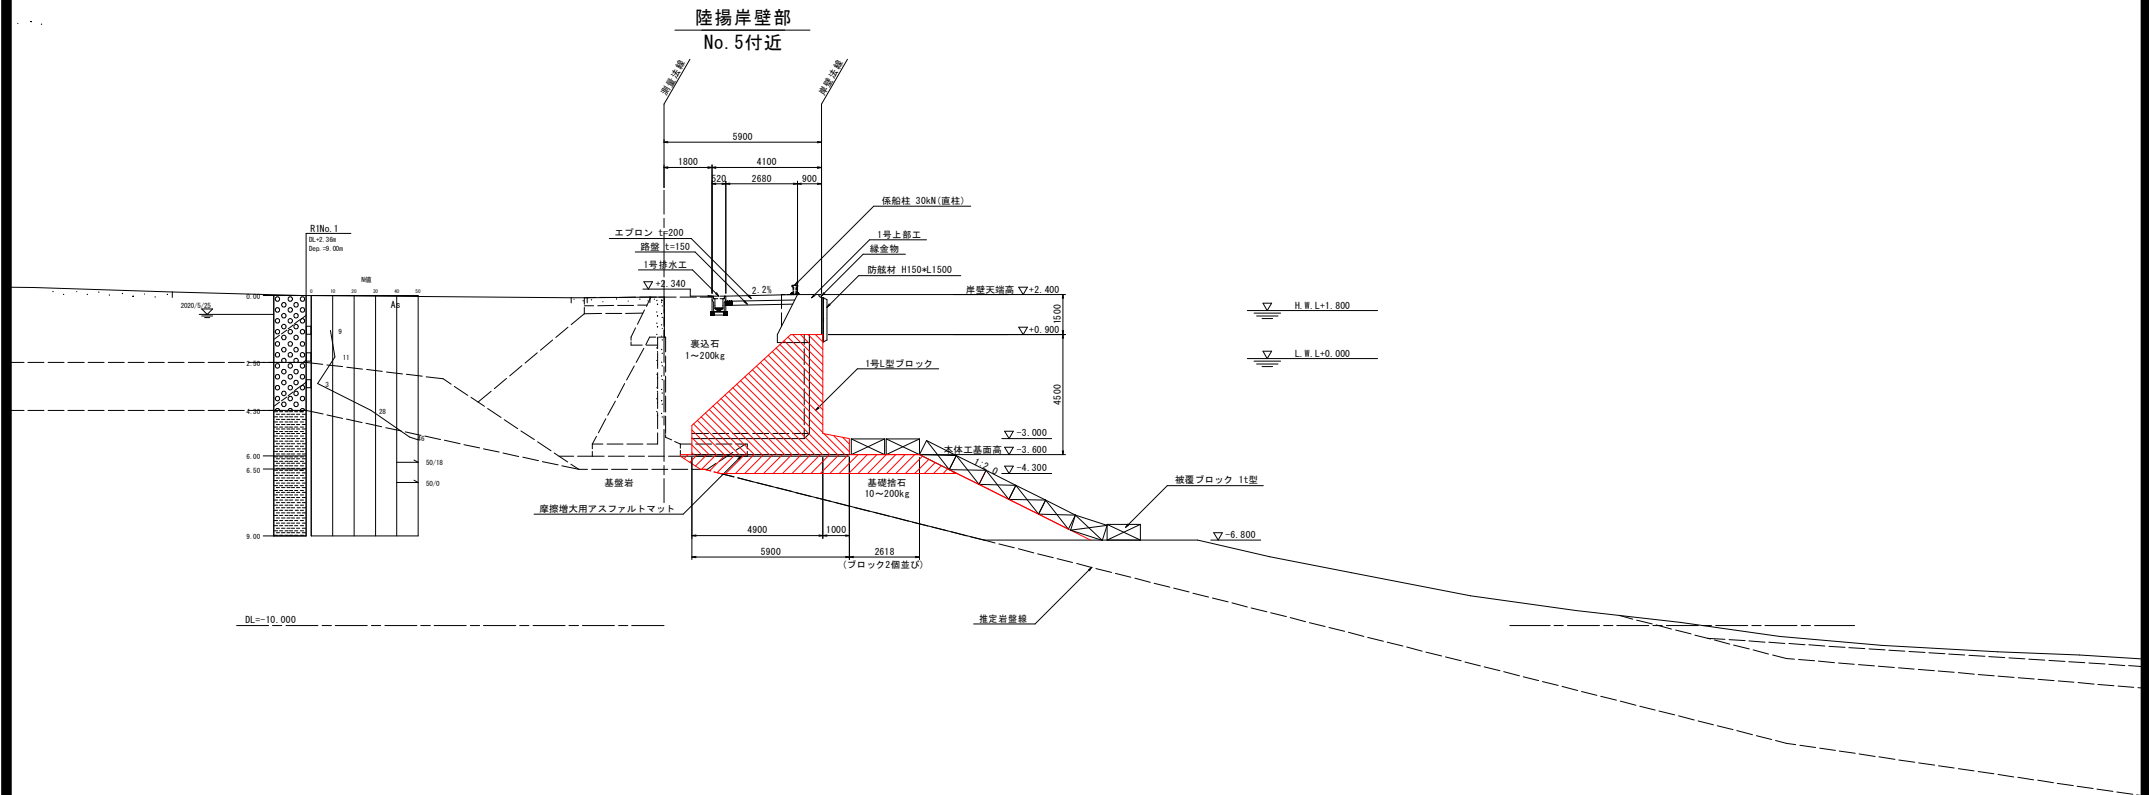 陸揚岸壁部
No.5付近
測量法線
岸壁法線
5900
1800
4100
520
2680
900
係船柱 30kN(直柱)
R1No.1
DL=2.36m
Dep.=9.00m
エプロン t=200
1号上部工
路盤 t=150
縁金物
1号排水工
防舷材 H150*L1500
N値
▽+2.340
2.2%
岸壁天端高 ▽+2.400
0 10 20 30 40 50
0.00
As
2020/5/25
1500
▽ H.W.L+1.800
9
▽+0.900
裏込石
1~200kg
11
▽ L.W.L+0.000
2.50
1号L型ブロック
3
4500
4.30
28
▽-3.000
46
本体工基面高 ▽-3.600
6.00
50/18
1:2.0
▽-4.300
6.50
50/0
基盤岩
基礎捨石
10~200kg
被覆ブロック 1t型
摩擦増大用アスファルトマット
4900
1000
9.00
▽-6.800
5900
2618
(ブロック2個並び)
DL=-10.000
推定岩盤線